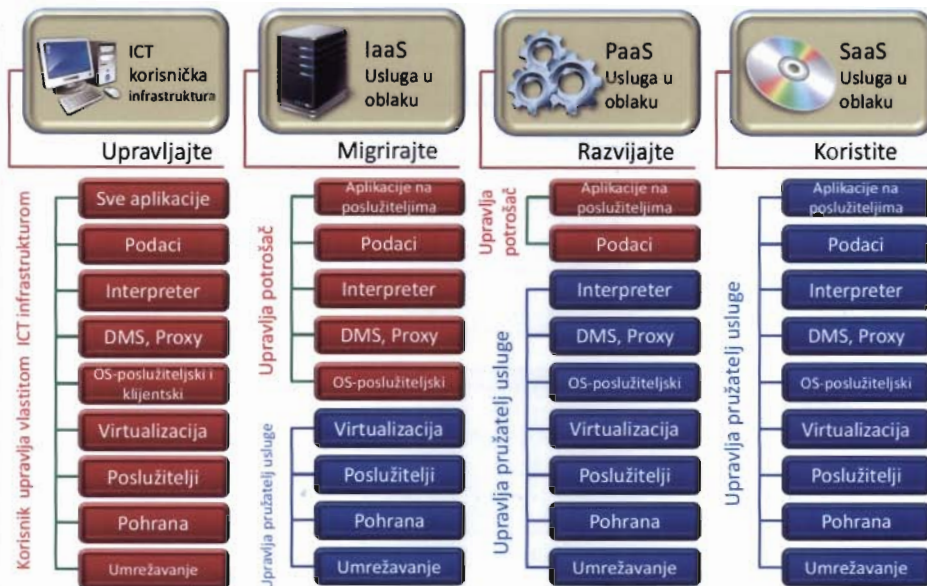 ICT
korisnička
infrastruktura
Upravljajte
Korisnik upravlja vlastitom ICT infrastrukturom
Sve aplikacije
Podaci
Interpreter
DMS, Proxy
OS-poslužiteljski i
klijentski
Virtualizacija
Poslužitelji
Pohrana
Umrežavanje
IaaS
Usluga u
oblaku
Migrirajte
Upravlja potrošač
Aplikacije na
poslužiteljima
Podaci
Interpreter
DMS, Proxy
OS-poslužiteljski
Upravlja pružatelj usluge
Virtualizacija
Poslužitelji
Pohrana
Umrežavanje
PaaS
Usluga u
oblaku
Razvijajte
Upravlja
potrošač
Aplikacije na
poslužiteljima
Podaci
Upravlja pružatelj usluge
Interpreter
DMS, Proxy
OS-poslužiteljski
Virtualizacija
Poslužitelji
Pohrana
Umrežavanje
SaaS
Usluga u
oblaku
Koristite
Upravlja pružatelj usluge
Aplikacije na
poslužiteljima
Podaci
Interpreter
DMS, Proxy
OS-poslužiteljski
Virtualizacija
Poslužitelji
Pohrana
Umrežavanje